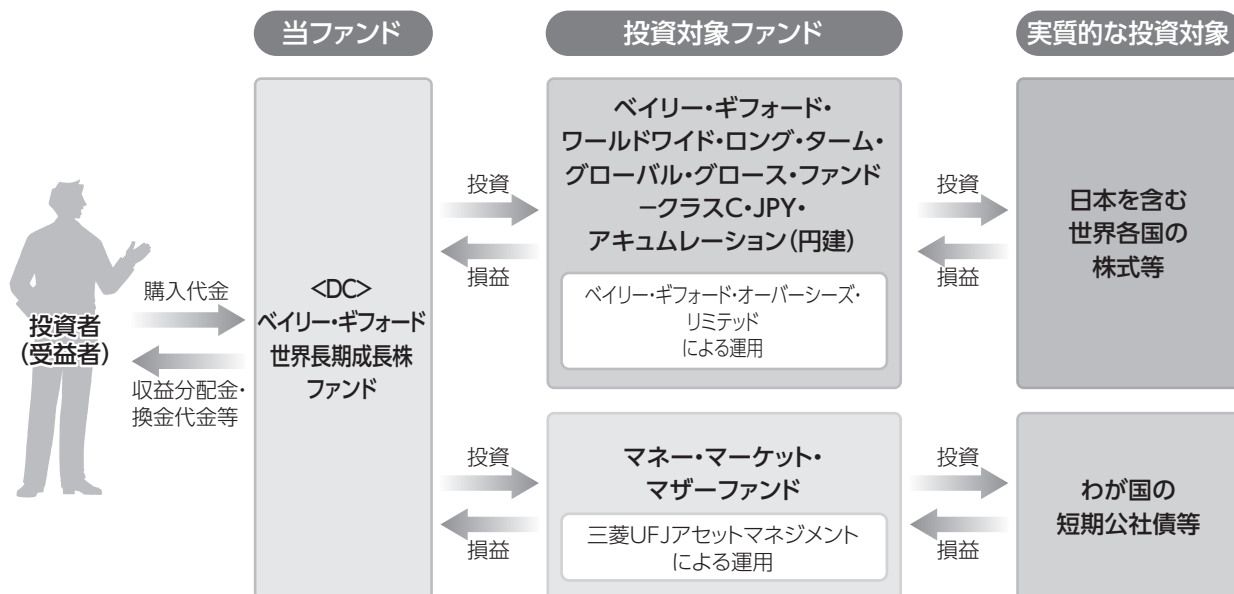 当ファンド
投資対象ファンド
実質的な投資対象
投資者
(受益者)
購入代金
収益分配金・
換金代金等
<DC>
ベイリー・ギフォード
世界長期成長株
ファンド
投資
損益
ベイリー・ギフォード・
ワールドワイド・ロング・ターム・
グローバル・グロース・ファンド
－クラスC・JPY・
アキュムレーション(円建)
ベイリー・ギフォード・オーバーシーズ・
リミテッド
による運用
投資
損益
日本を含む
世界各国の
株式等
投資
損益
マネー・マーケット・
マザーファンド
三菱UFJアセットマネジメント
による運用
投資
損益
わが国の
短期公社債等